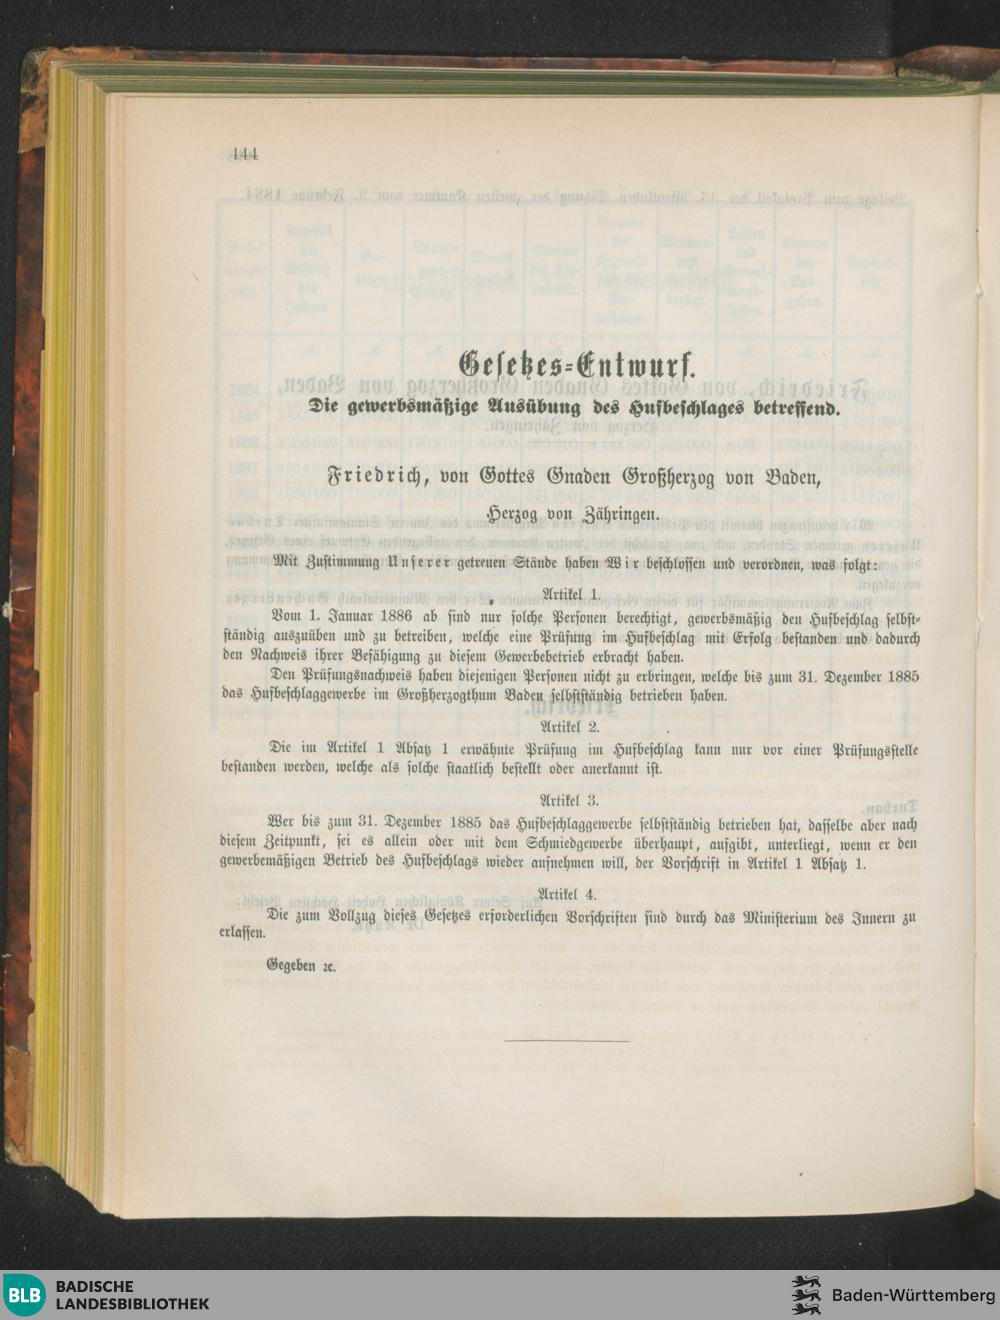 444
Gesetzes-Entwurf.
Die gewerbsmäßige Ausübung des Hufbeschlages betreffend.
Friedrich, von Gottes Gnaden Großherzog von Baden,
Herzog von Zähringen.
Mit Zustimmung Unserer getreuen Stände haben Wir beschlossen und verordnen, was folgt:
Artikel 1.
Vom 1. Januar 1886 ab sind nur solche Personen berechtigt, gewerbsmäßig den Hufbeschlag selbst-
ständig auszuüben und zu betreiben, welche eine Prüfung im Hufbeschlag mit Erfolg bestanden und dadurch
den Nachweis ihrer Befähigung zu diesem Gewerbebetrieb erbracht haben.
Den Prüfungsnachweis haben diejenigen Personen nicht zu erbringen, welche bis zum 31. Dezember 1885
das Hufbeschlaggewerbe im Großherzogthum Baden selbstständig betrieben haben.
Artikel 2.
Die im Artikel 1 Absatz 1 erwähnte Prüfung im Hufbeschlag kann nur vor einer Prüfungsstelle
bestanden werden, welche als solche staatlich bestellt oder anerkannt ist.
Artikel 3.
Wer bis zum 31. Dezember 1885 das Hufbeschlaggewerbe selbstständig betrieben hat, dasselbe aber nach
diesem Zeitpunkt, sei es allein oder mit dem Schmiedgewerbe überhaupt, aufgibt, unterliegt, wenn er den
gewerbemäßigen Betrieb des Hufbeschlags wieder aufnehmen will, der Vorschrift in Artikel 1 Absatz 1.
Artikel 4.
Die zum Vollzug dieses Gesetzes erforderlichen Vorschriften sind durch das Ministerium des Innern zu
erlassen.
Gegeben ꝛc.
BLB BADISCHE
LANDESBIBLIOTHEK
Baden-Württemberg